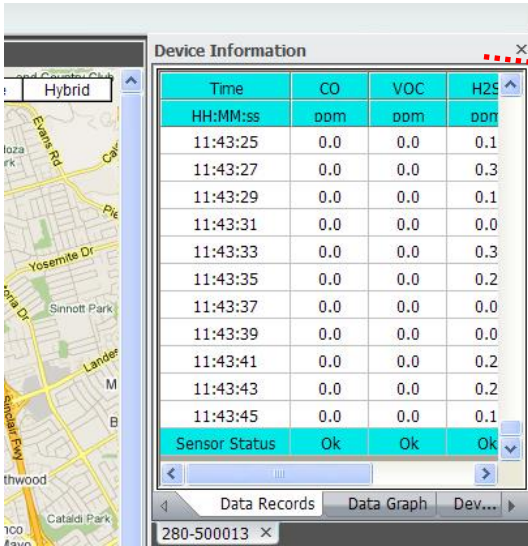 Device Information ×
Hybrid
Time CO VOC H2S
HH:MM:ss ppm ppm ppm
11:43:25 0.0 0.0 0.1
11:43:27 0.0 0.0 0.3
11:43:29 0.0 0.0 0.1
11:43:31 0.0 0.0 0.0
11:43:33 0.0 0.0 0.3
11:43:35 0.0 0.0 0.2
11:43:37 0.0 0.0 0.0
11:43:39 0.0 0.0 0.0
11:43:41 0.0 0.0 0.2
11:43:43 0.0 0.0 0.2
11:43:45 0.0 0.0 0.1
Sensor Status Ok Ok Ok
Data Records Data Graph Dev...
280-500013 ×
and Country Club
Evans Rd
Yosemite Dr
Sinnott Park
Sinclair Fwy
Cataldi Park